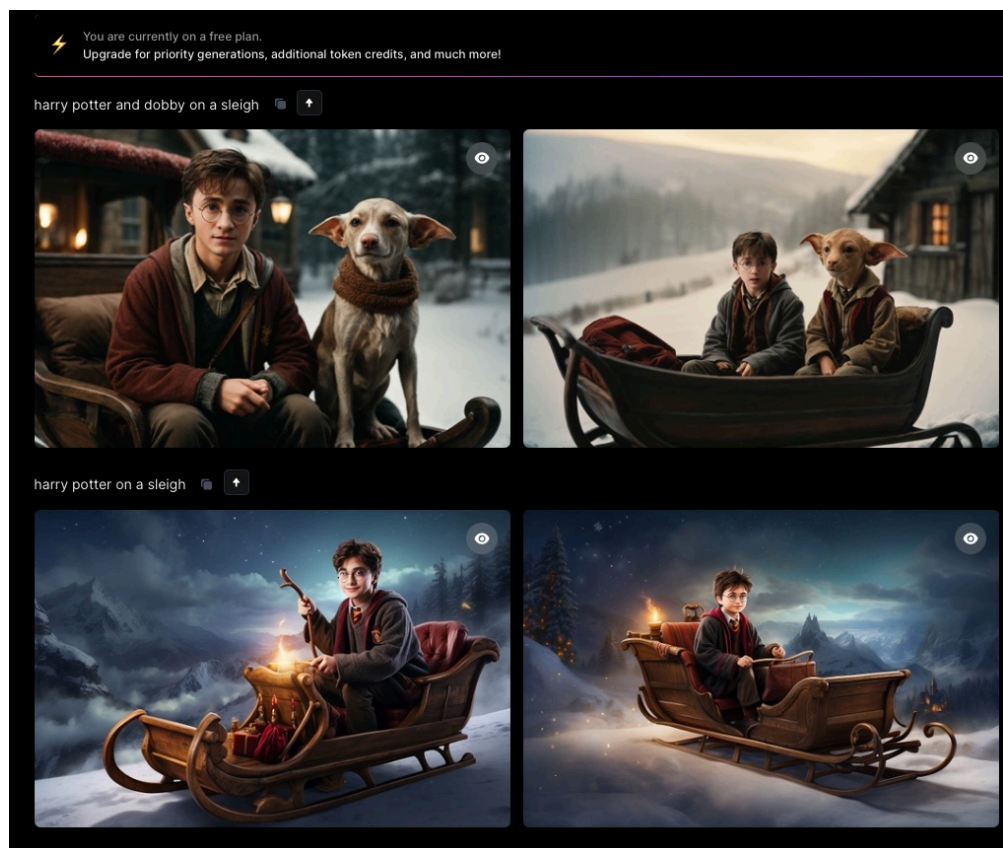 You are currently on a free plan.
Upgrade for priority generations, additional token credits, and much more!
harry potter and dobby on a sleigh
harry potter on a sleigh